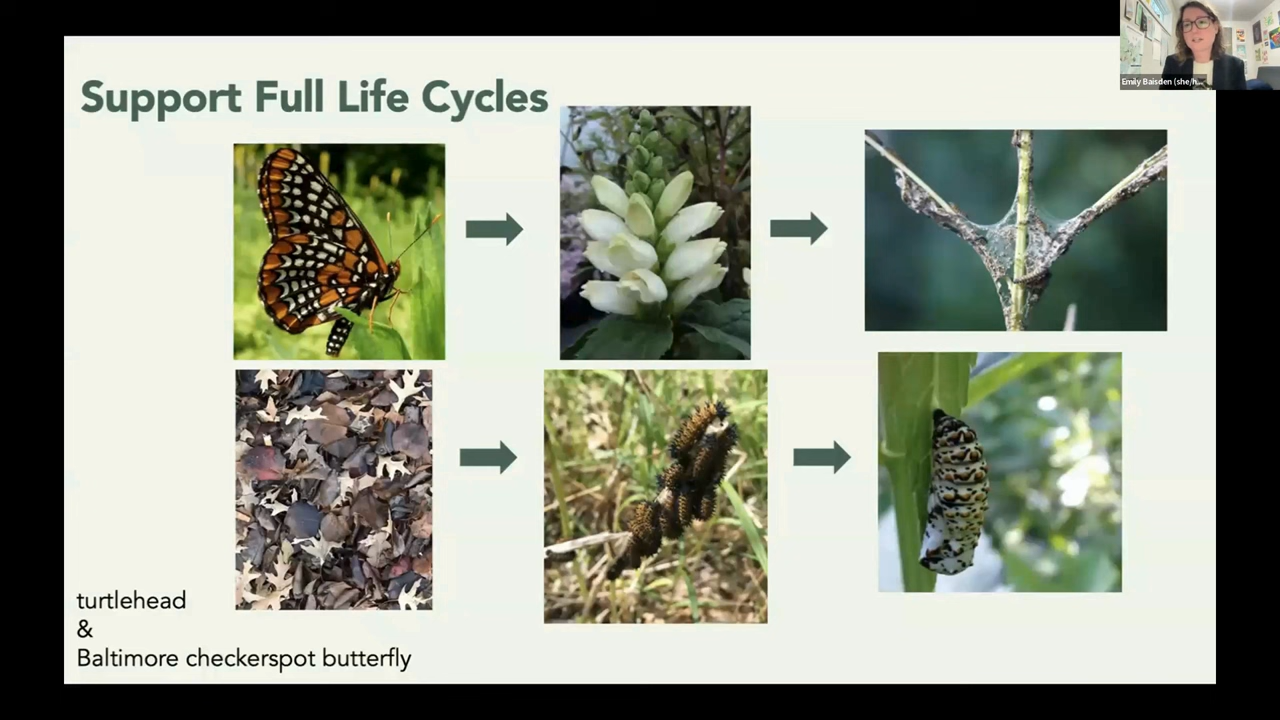 Support Full Life Cycles
Emily Baisden (she/h...
turtlehead
&
Baltimore checkerspot butterfly